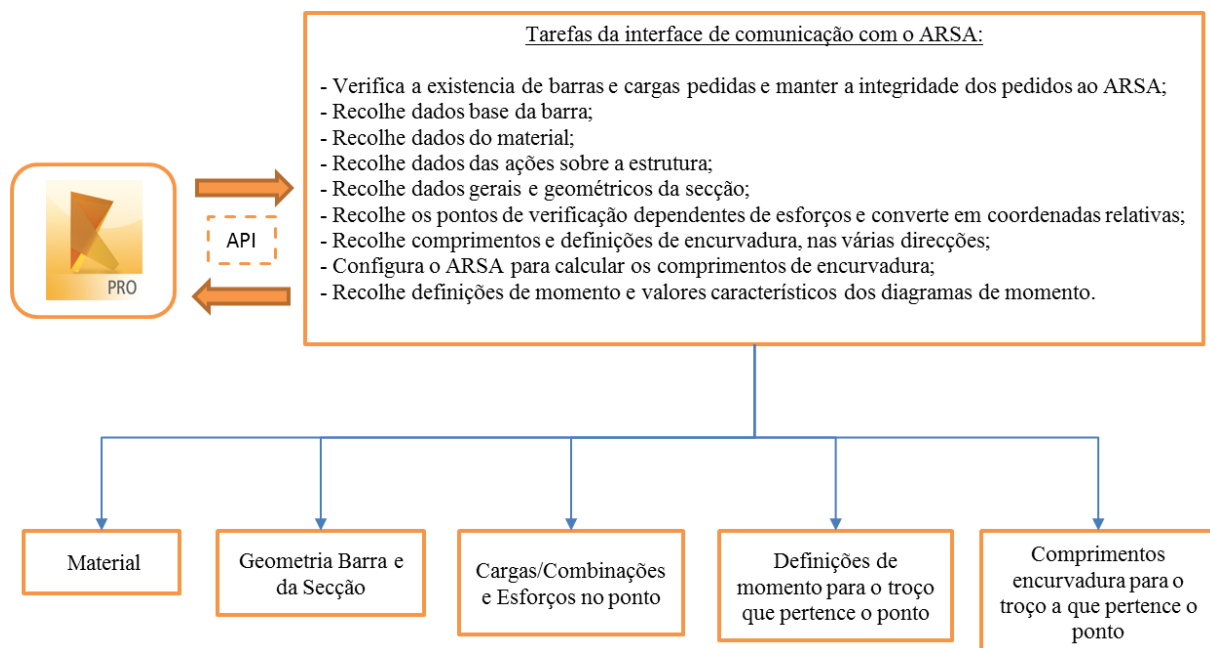 Tarefas da interface de comunicação com o ARSA:
- Verifica a existencia de barras e cargas pedidas e manter a integridade dos pedidos ao ARSA;
- Recolhe dados base da barra;
- Recolhe dados do material;
- Recolhe dados das ações sobre a estrutura;
- Recolhe dados gerais e geométricos da secção;
- Recolhe os pontos de verificação dependentes de esforços e converte em coordenadas relativas;
- Recolhe comprimentos e definições de encurvadura, nas várias direcções;
- Configura o ARSA para calcular os comprimentos de encurvadura;
- Recolhe definições de momento e valores característicos dos diagramas de momento.
API
PRO
Material
Geometria Barra e
da Secção
Cargas/Combinações
e Esforços no ponto
Definições de
momento para o troço
que pertence o ponto
Comprimentos
encurvadura para o
troço a que pertence o
ponto